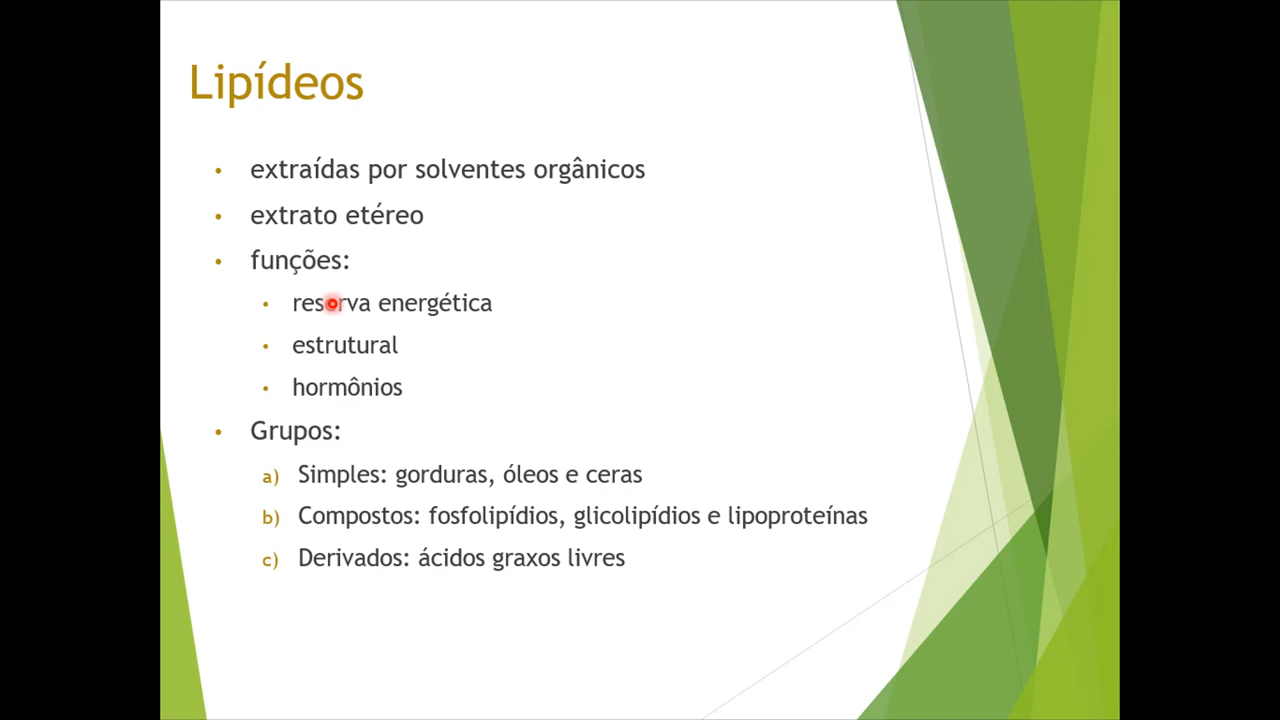 Lipídeos
• extraídas por solventes orgânicos
• extrato etéreo
• funções:
• reserva energética
• estrutural
• hormônios
• Grupos:
a) Simples: gorduras, óleos e ceras
b) Compostos: fosfolipídios, glicolipídios e lipoproteínas
c) Derivados: ácidos graxos livres